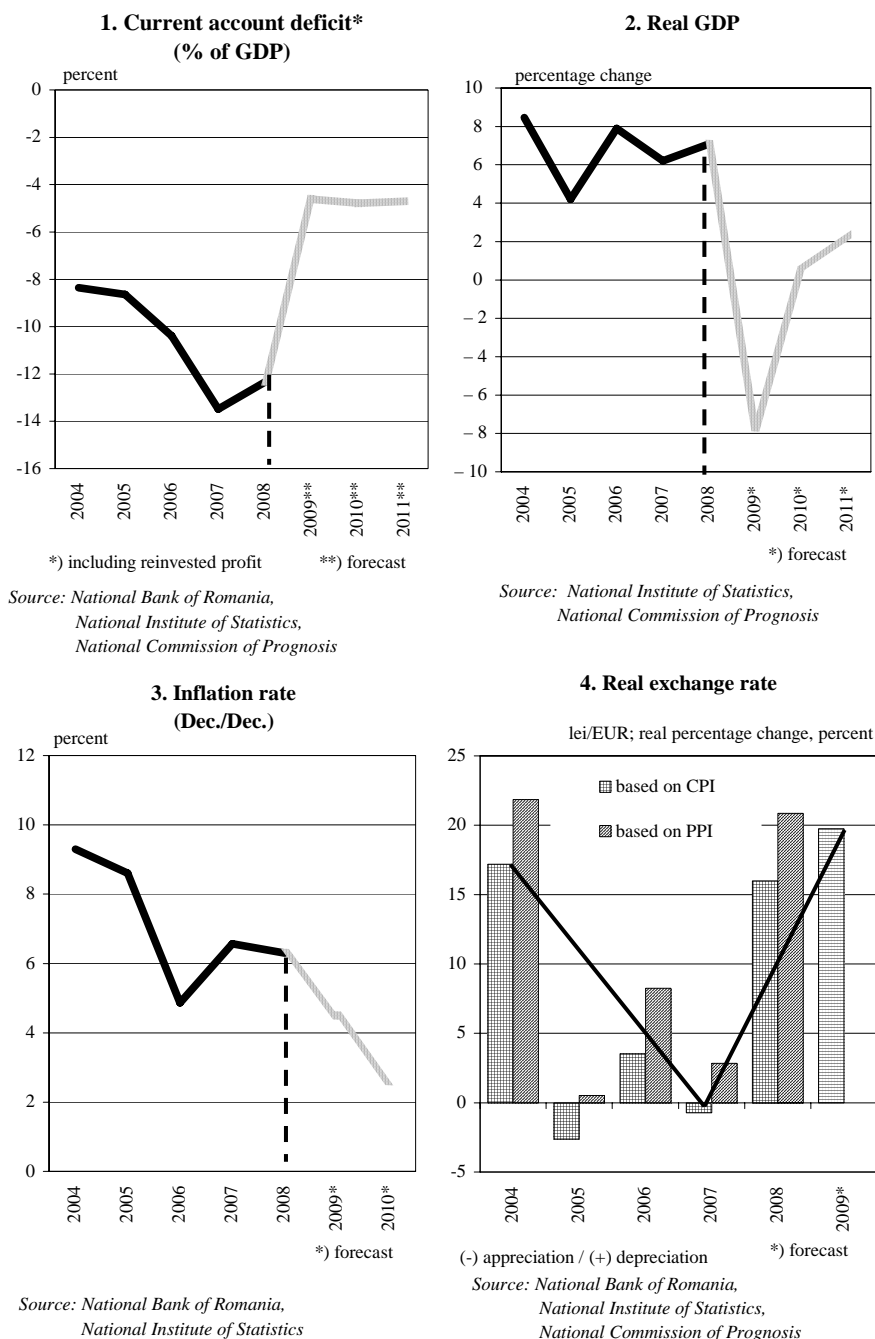 1. Current account deficit*
(% of GDP)
percent
0
-2
-4
-6
-8
-10
-12
-14
-16
2004
2005
2006
2007
2008
2009**
2010**
2011**
*) including reinvested profit **) forecast
Source: National Bank of Romania,
National Institute of Statistics,
National Commission of Prognosis
2. Real GDP
percentage change
10
8
6
4
2
0
– 2
– 4
– 6
– 8
– 10
2004
2005
2006
2007
2008
2009*
2010*
2011*
*) forecast
Source: National Institute of Statistics,
National Commission of Prognosis
3. Inflation rate
(Dec./Dec.)
percent
12
10
8
6
4
2
0
2004
2005
2006
2007
2008
2009*
2010*
*) forecast
Source: National Bank of Romania,
National Institute of Statistics
4. Real exchange rate
lei/EUR; real percentage change, percent
25
20
15
10
5
0
-5
based on CPI
based on PPI
2004
2005
2006
2007
2008
2009*
(-) appreciation / (+) depreciation *) forecast
Source: National Bank of Romania,
National Institute of Statistics,
National Commission of Prognosis